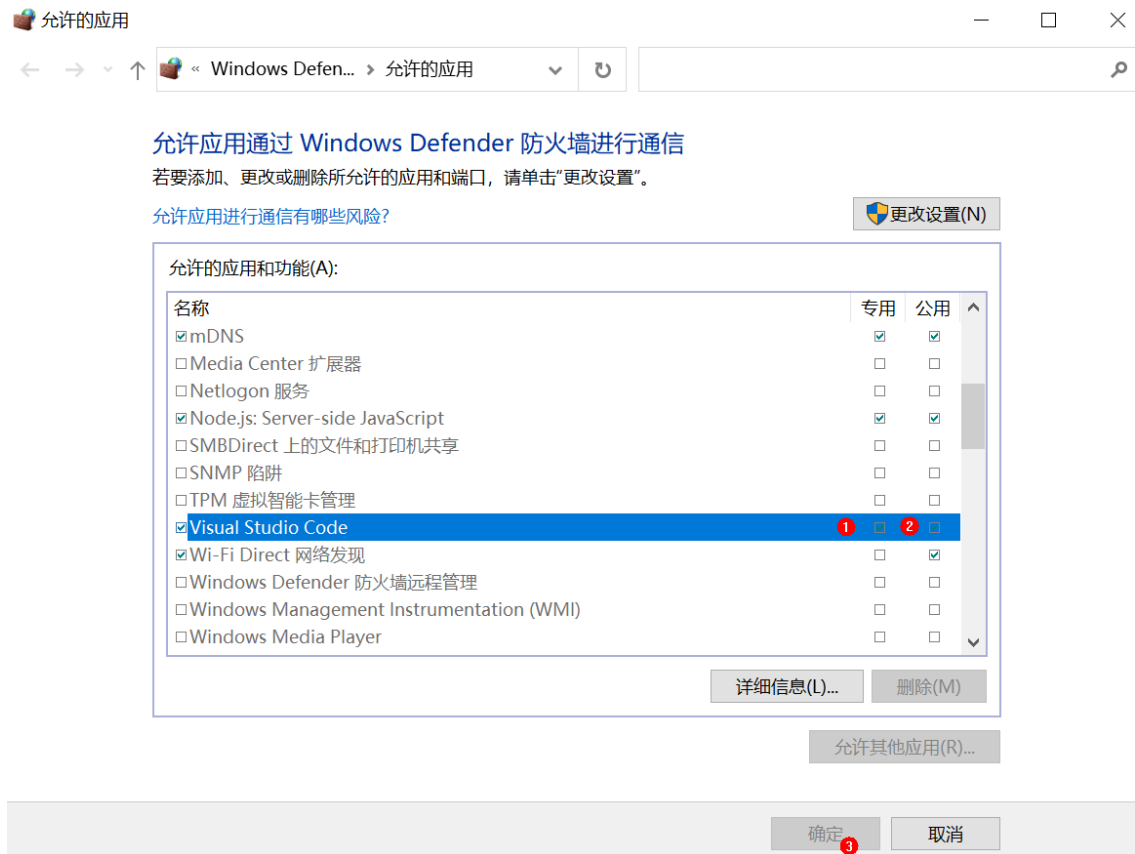 允许的应用
« Windows Defen... › 允许的应用
允许应用通过 Windows Defender 防火墙进行通信
若要添加、更改或删除所允许的应用和端口，请单击“更改设置”。
允许应用进行通信有哪些风险?
更改设置(N)
允许的应用和功能(A):
名称 专用 公用
mDNS
Media Center 扩展器
Netlogon 服务
Node.js: Server-side JavaScript
SMBDirect 上的文件和打印机共享
SNMP 陷阱
TPM 虚拟智能卡管理
Visual Studio Code 1 2
Wi-Fi Direct 网络发现
Windows Defender 防火墙远程管理
Windows Management Instrumentation (WMI)
Windows Media Player
详细信息(L)... 删除(M)
允许其他应用(R)...
确定 3 取消